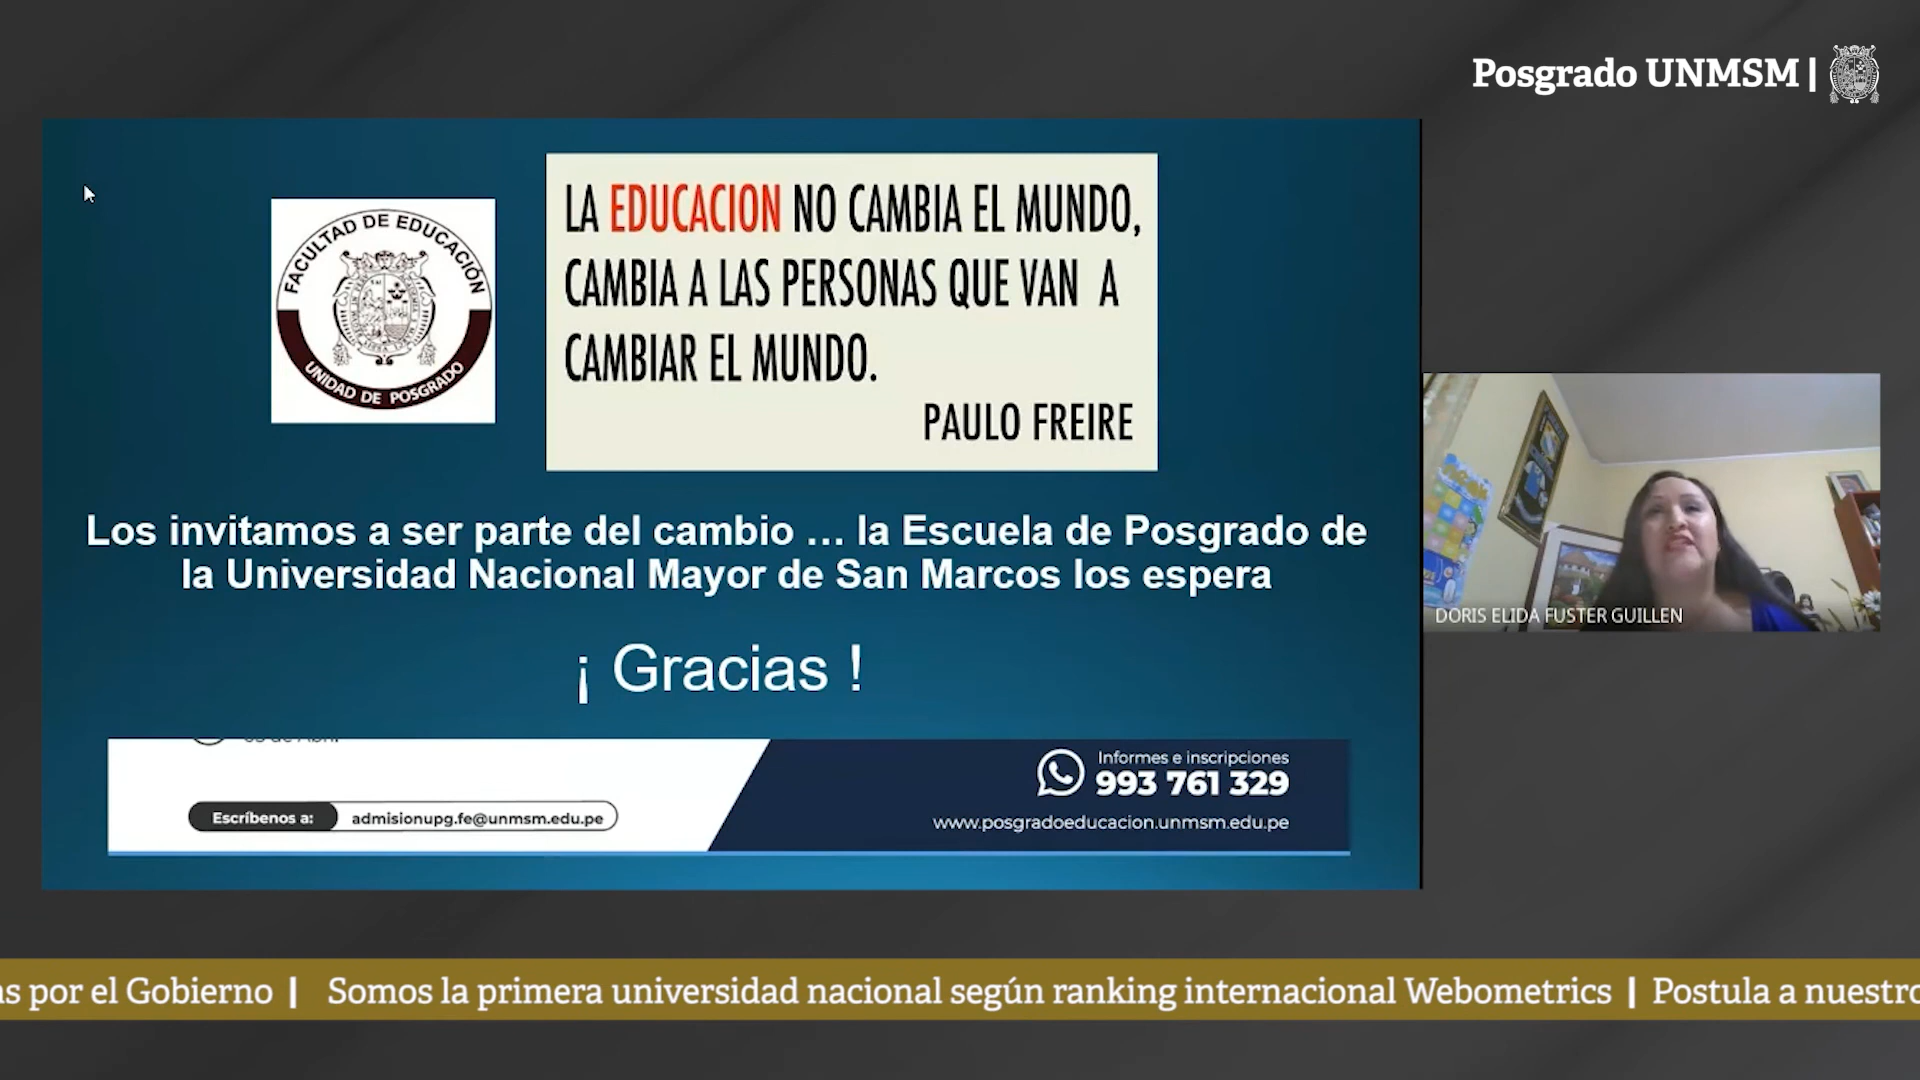 Posgrado UNMSM |
FACULTAD DE EDUCACIÓN
UNIDAD DE POSGRADO
LA EDUCACION NO CAMBIA EL MUNDO,
CAMBIA A LAS PERSONAS QUE VAN A
CAMBIAR EL MUNDO.
PAULO FREIRE
Los invitamos a ser parte del cambio ... la Escuela de Posgrado de
la Universidad Nacional Mayor de San Marcos los espera
¡ Gracias !
Escríbenos a: admisionupg.fe@unmsm.edu.pe
Informes e inscripciones
993 761 329
www.posgradoeducacion.unmsm.edu.pe
DORIS ELIDA FUSTER GUILLEN
por el Gobierno | Somos la primera universidad nacional según ranking internacional Webometrics | Postula a nuestro